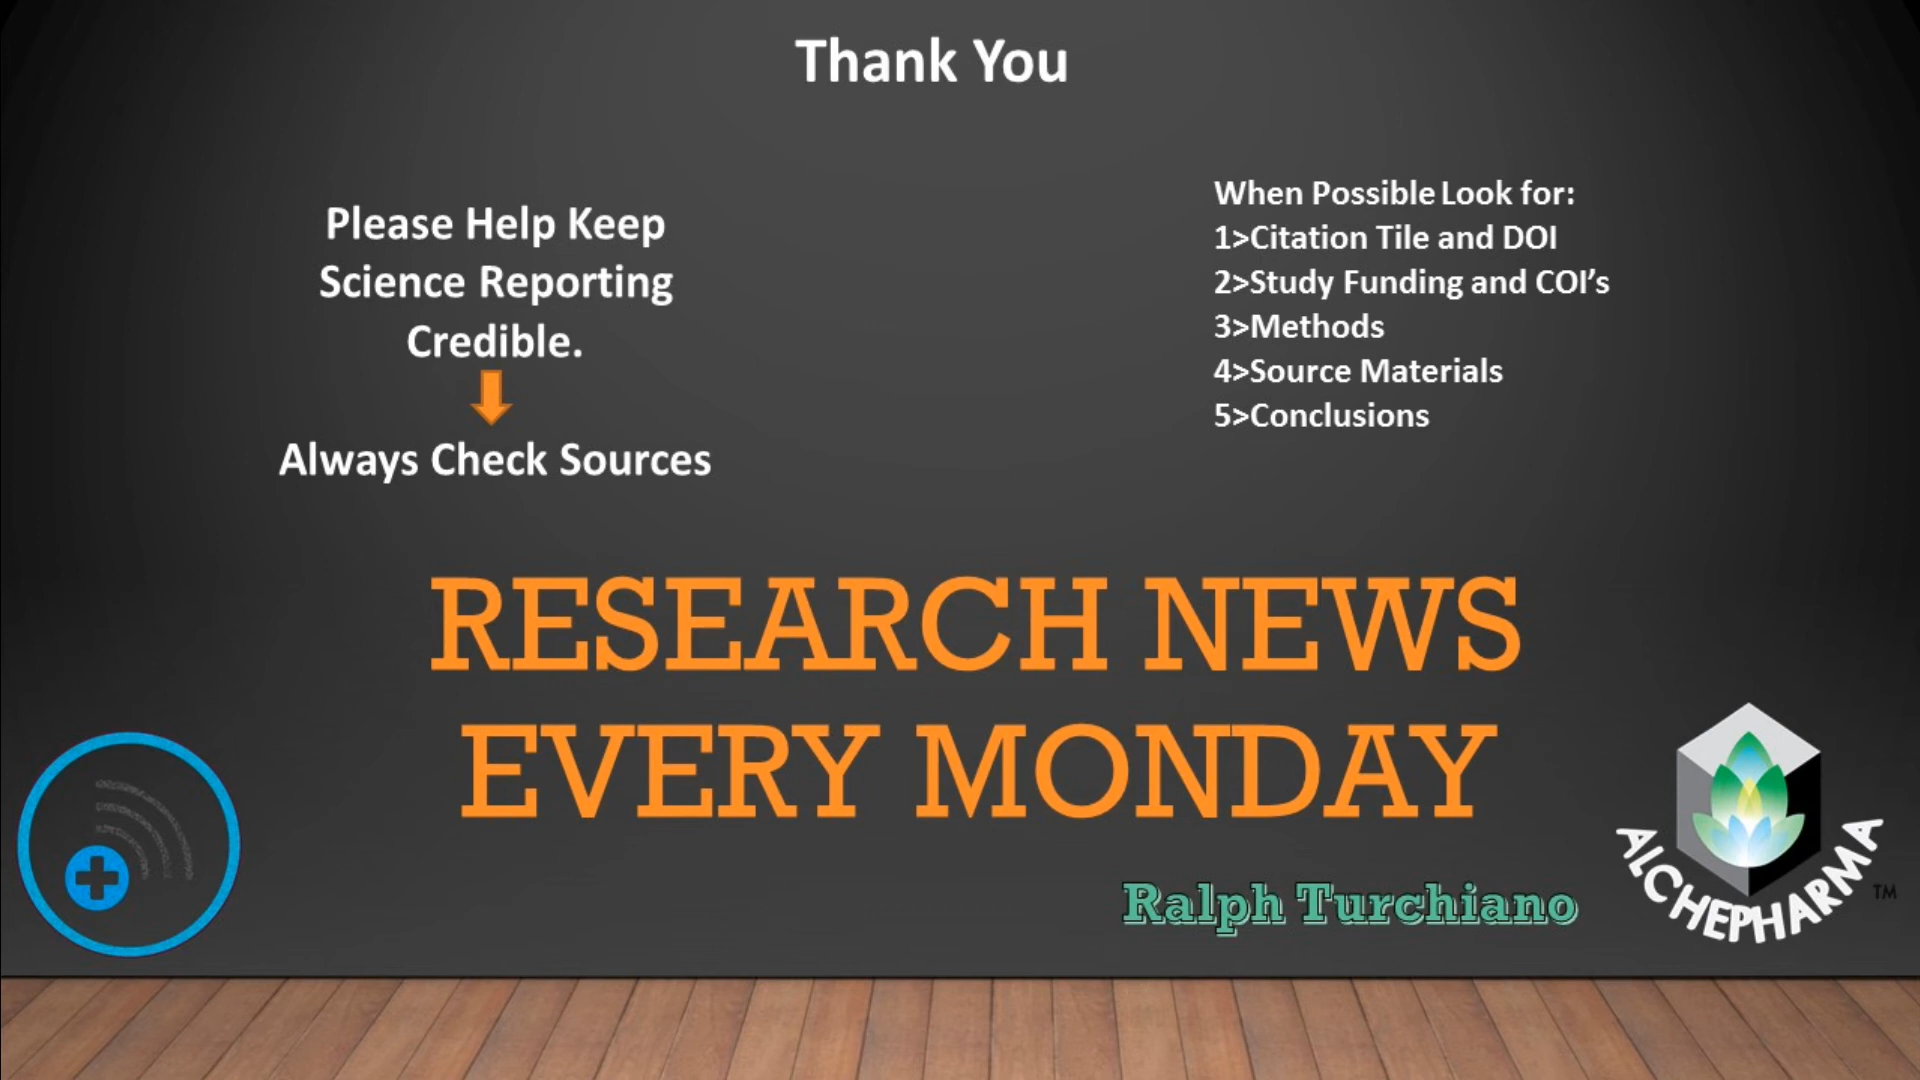 Thank You
Please Help Keep
Science Reporting
Credible.
Always Check Sources
When Possible Look for:
1>Citation Tile and DOI
2>Study Funding and COI’s
3>Methods
4>Source Materials
5>Conclusions
RESEARCH NEWS
EVERY MONDAY
Ralph Turchiano
ALCHEPHARMA
TM